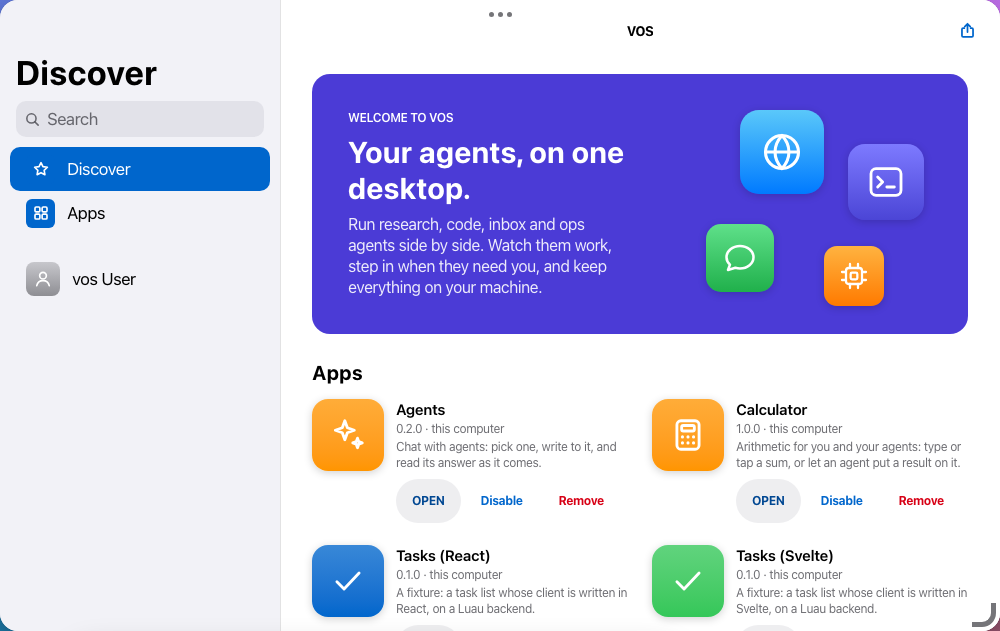 VOS
Discover
Search
Discover
Apps
vos User
WELCOME TO VOS
Your agents, on one
desktop.
Run research, code, inbox and ops
agents side by side. Watch them work,
step in when they need you, and keep
everything on your machine.
Apps
Agents
0.2.0 · this computer
Chat with agents: pick one, write to it, and
read its answer as it comes.
OPEN Disable Remove
Calculator
1.0.0 · this computer
Arithmetic for you and your agents: type or
tap a sum, or let an agent put a result on it.
OPEN Disable Remove
Tasks (React)
0.1.0 · this computer
A fixture: a task list whose client is written in
React, on a Luau backend.
Tasks (Svelte)
0.1.0 · this computer
A fixture: a task list whose client is written in
Svelte, on a Luau backend.